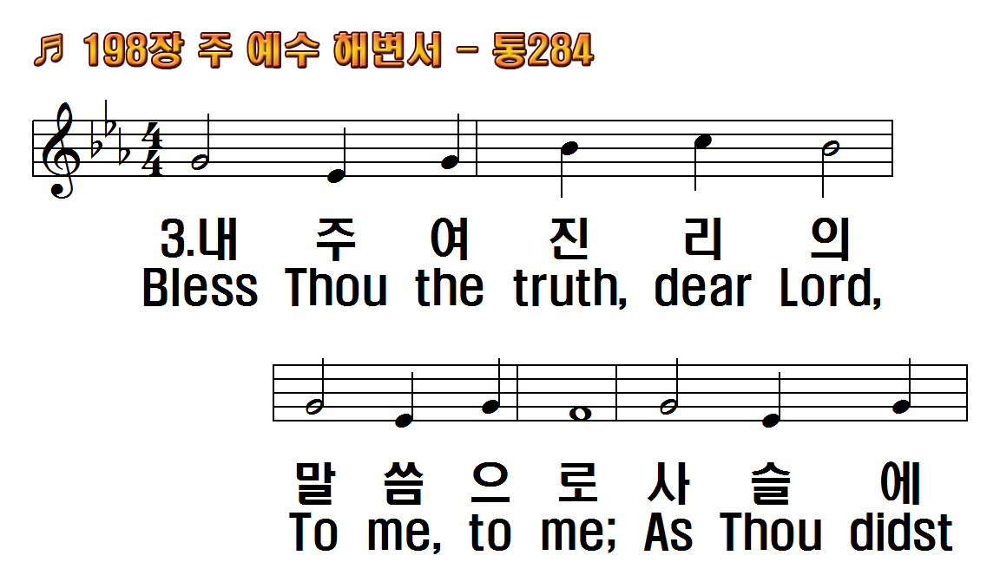 ♬ 198장 주 예수 해변서 - 통284
4
4
3.내 주 여 진 리 의
Bless Thou the truth, dear Lord,
말 씀 으 로 사 슬 에
To me, to me; As Thou didst